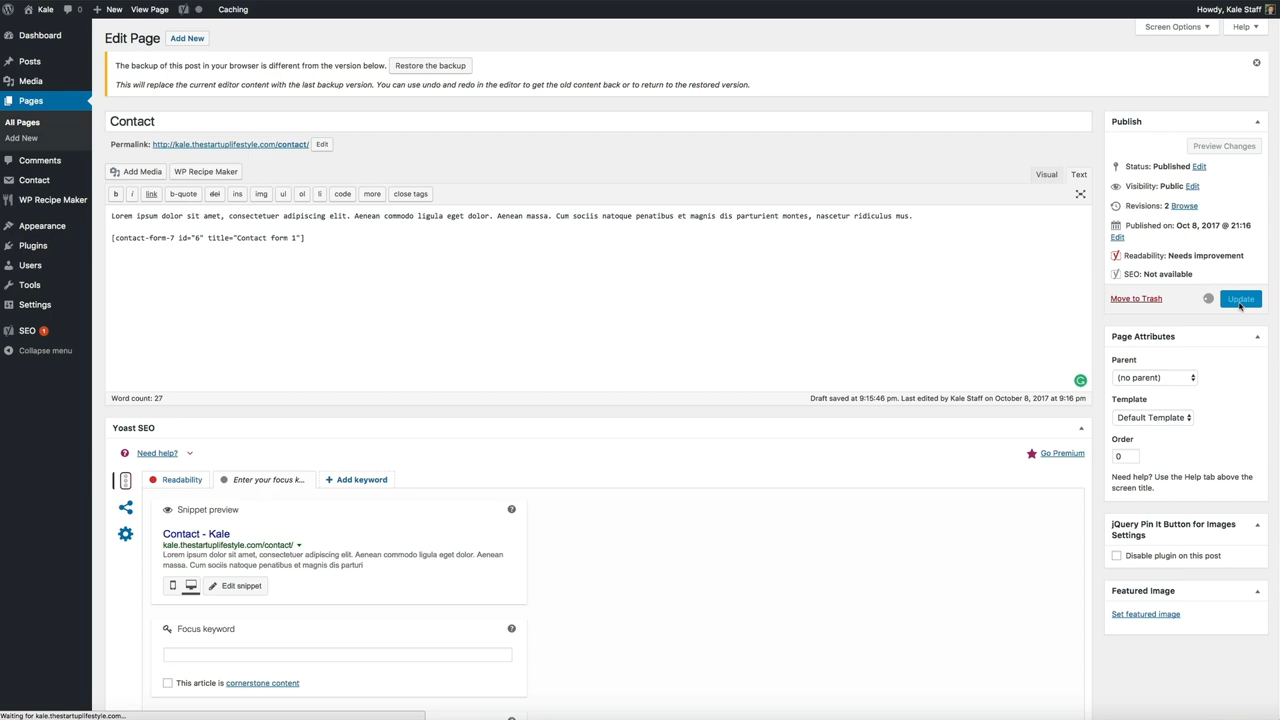 Kale 0 New View Page Caching Howdy, Kale Staff
Dashboard
Posts
Media
Pages
All Pages
Add New
Comments
Contact
WP Recipe Maker
Appearance
Plugins
Users
Tools
Settings
SEO 1
Collapse menu
Screen Options Help
Edit Page Add New
The backup of this post in your browser is different from the version below. Restore the backup
This will replace the current editor content with the last backup version. You can use undo and redo in the editor to get the old content back or to return to the restored version.
Contact
Permalink: http://kale.thestartuplifestyle.com/contact/ Edit
Add Media WP Recipe Maker Visual Text
b i link b-quote del ins img ul ol li code more close tags
Lorem ipsum dolor sit amet, consectetuer adipiscing elit. Aenean commodo ligula eget dolor. Aenean massa. Cum sociis natoque penatibus et magnis dis parturient montes, nascetur ridiculus mus.
[contact-form-7 id="6" title="Contact form 1"]
Word count: 27 Draft saved at 9:15:46 pm. Last edited by Kale Staff on October 8, 2017 at 9:16 pm
Yoast SEO
Need help? Go Premium
Readability Enter your focus k... Add keyword
Snippet preview
Contact - Kale
kale.thestartuplifestyle.com/contact/
Lorem ipsum dolor sit amet, consectetuer adipiscing elit. Aenean commodo ligula eget dolor. Aenean
massa. Cum sociis natoque penatibus et magnis dis parturi
Edit snippet
Focus keyword
This article is cornerstone content
Publish
Preview Changes
Status: Published Edit
Visibility: Public Edit
Revisions: 2 Browse
Published on: Oct 8, 2017 @ 21:16
Edit
Readability: Needs improvement
SEO: Not available
Move to Trash Update
Page Attributes
Parent
(no parent)
Template
Default Template
Order
0
Need help? Use the Help tab above the
screen title.
jQuery Pin It Button for Images
Settings
Disable plugin on this post
Featured Image
Set featured image
Waiting for kale.thestartuplifestyle.com...